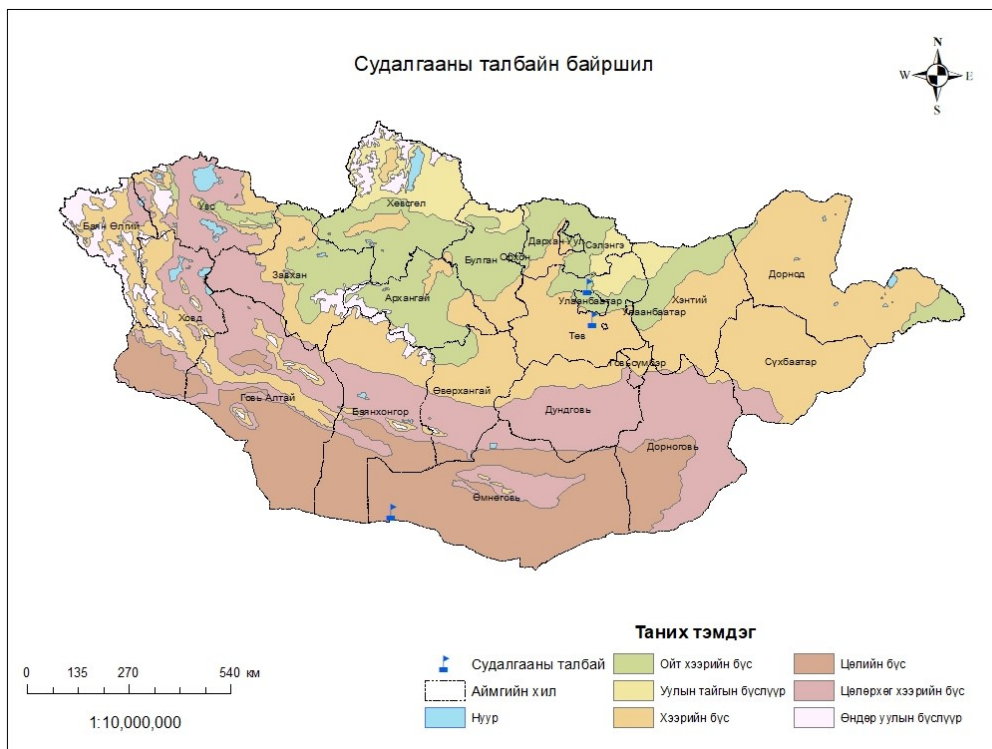 Судалгааны талбайн байршил
N
W E
S
Хөвсгөл
Увс
Баян Өлгий
Дархан Уул
Сэлэнгэ
Орхон
Булган
Завхан
Дорнод
Архангай
Улаанбаатар
Хэнтий
Улаанбаатар
Ховд
Төв
Сүхбаатар
Говьсүмбэр
Өвөрхангай
Говь Алтай
Баянхонгор
Дундговь
Дорноговь
Өмнөговь
Таних тэмдэг
Судалгааны талбай
Аймгийн хил
Нуур
Ойт хээрийн бүс
Уулын тайгын бүслүүр
Хээрийн бүс
Цөлийн бүс
Цөлөрхөг хээрийн бүс
Өндөр уулын бүслүүр
0 135 270 540 км
1:10,000,000